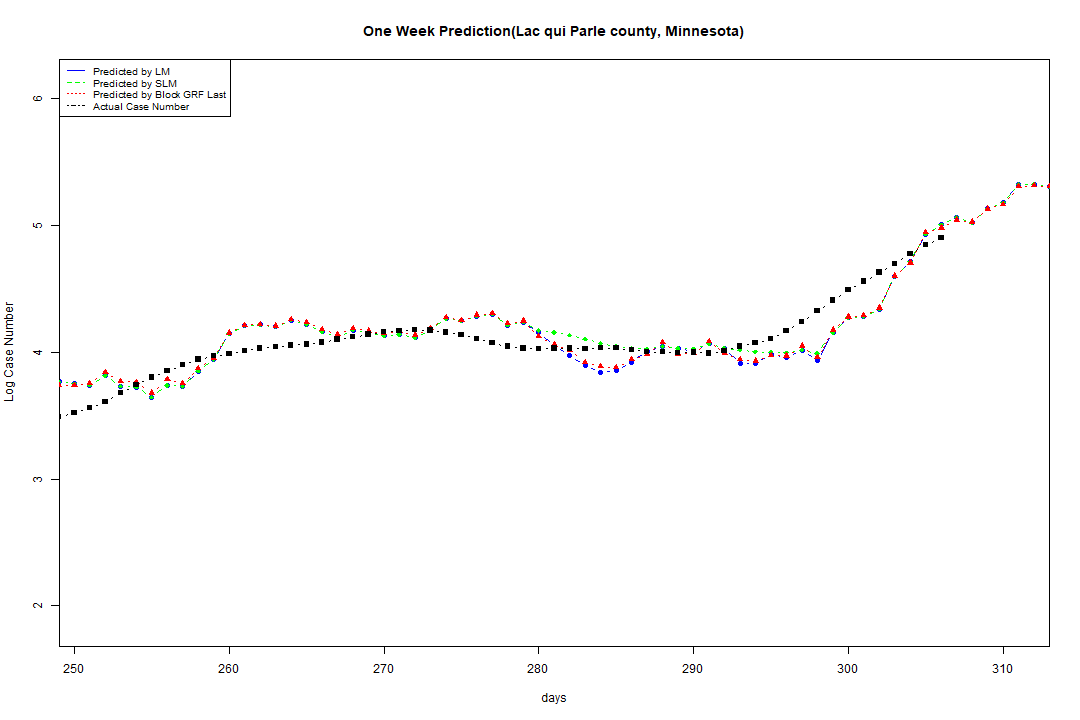 One Week Prediction(Lac qui Parle county, Minnesota)
Predicted by LM
Predicted by SLM
Predicted by Block GRF Last
Actual Case Number
6
5
4
3
2
Log Case Number
250 260 270 280 290 300 310
days